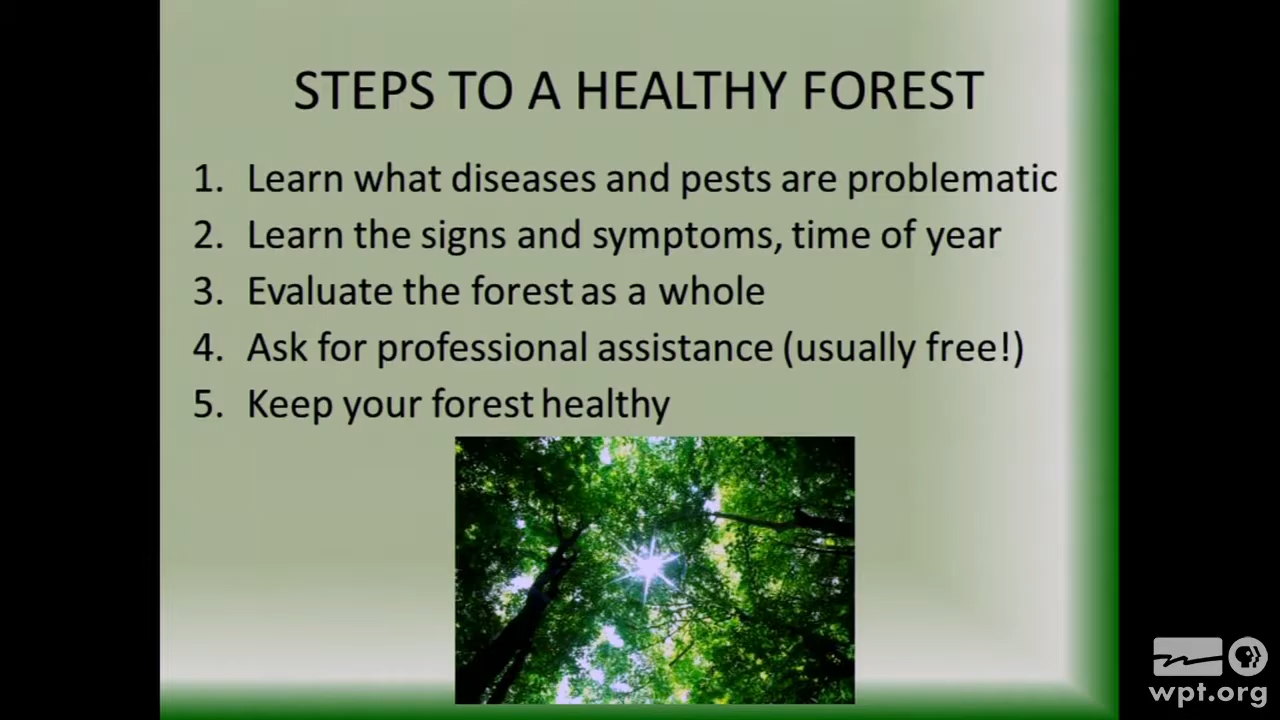 STEPS TO A HEALTHY FOREST
1. Learn what diseases and pests are problematic
2. Learn the signs and symptoms, time of year
3. Evaluate the forest as a whole
4. Ask for professional assistance (usually free!)
5. Keep your forest healthy
wpt.org